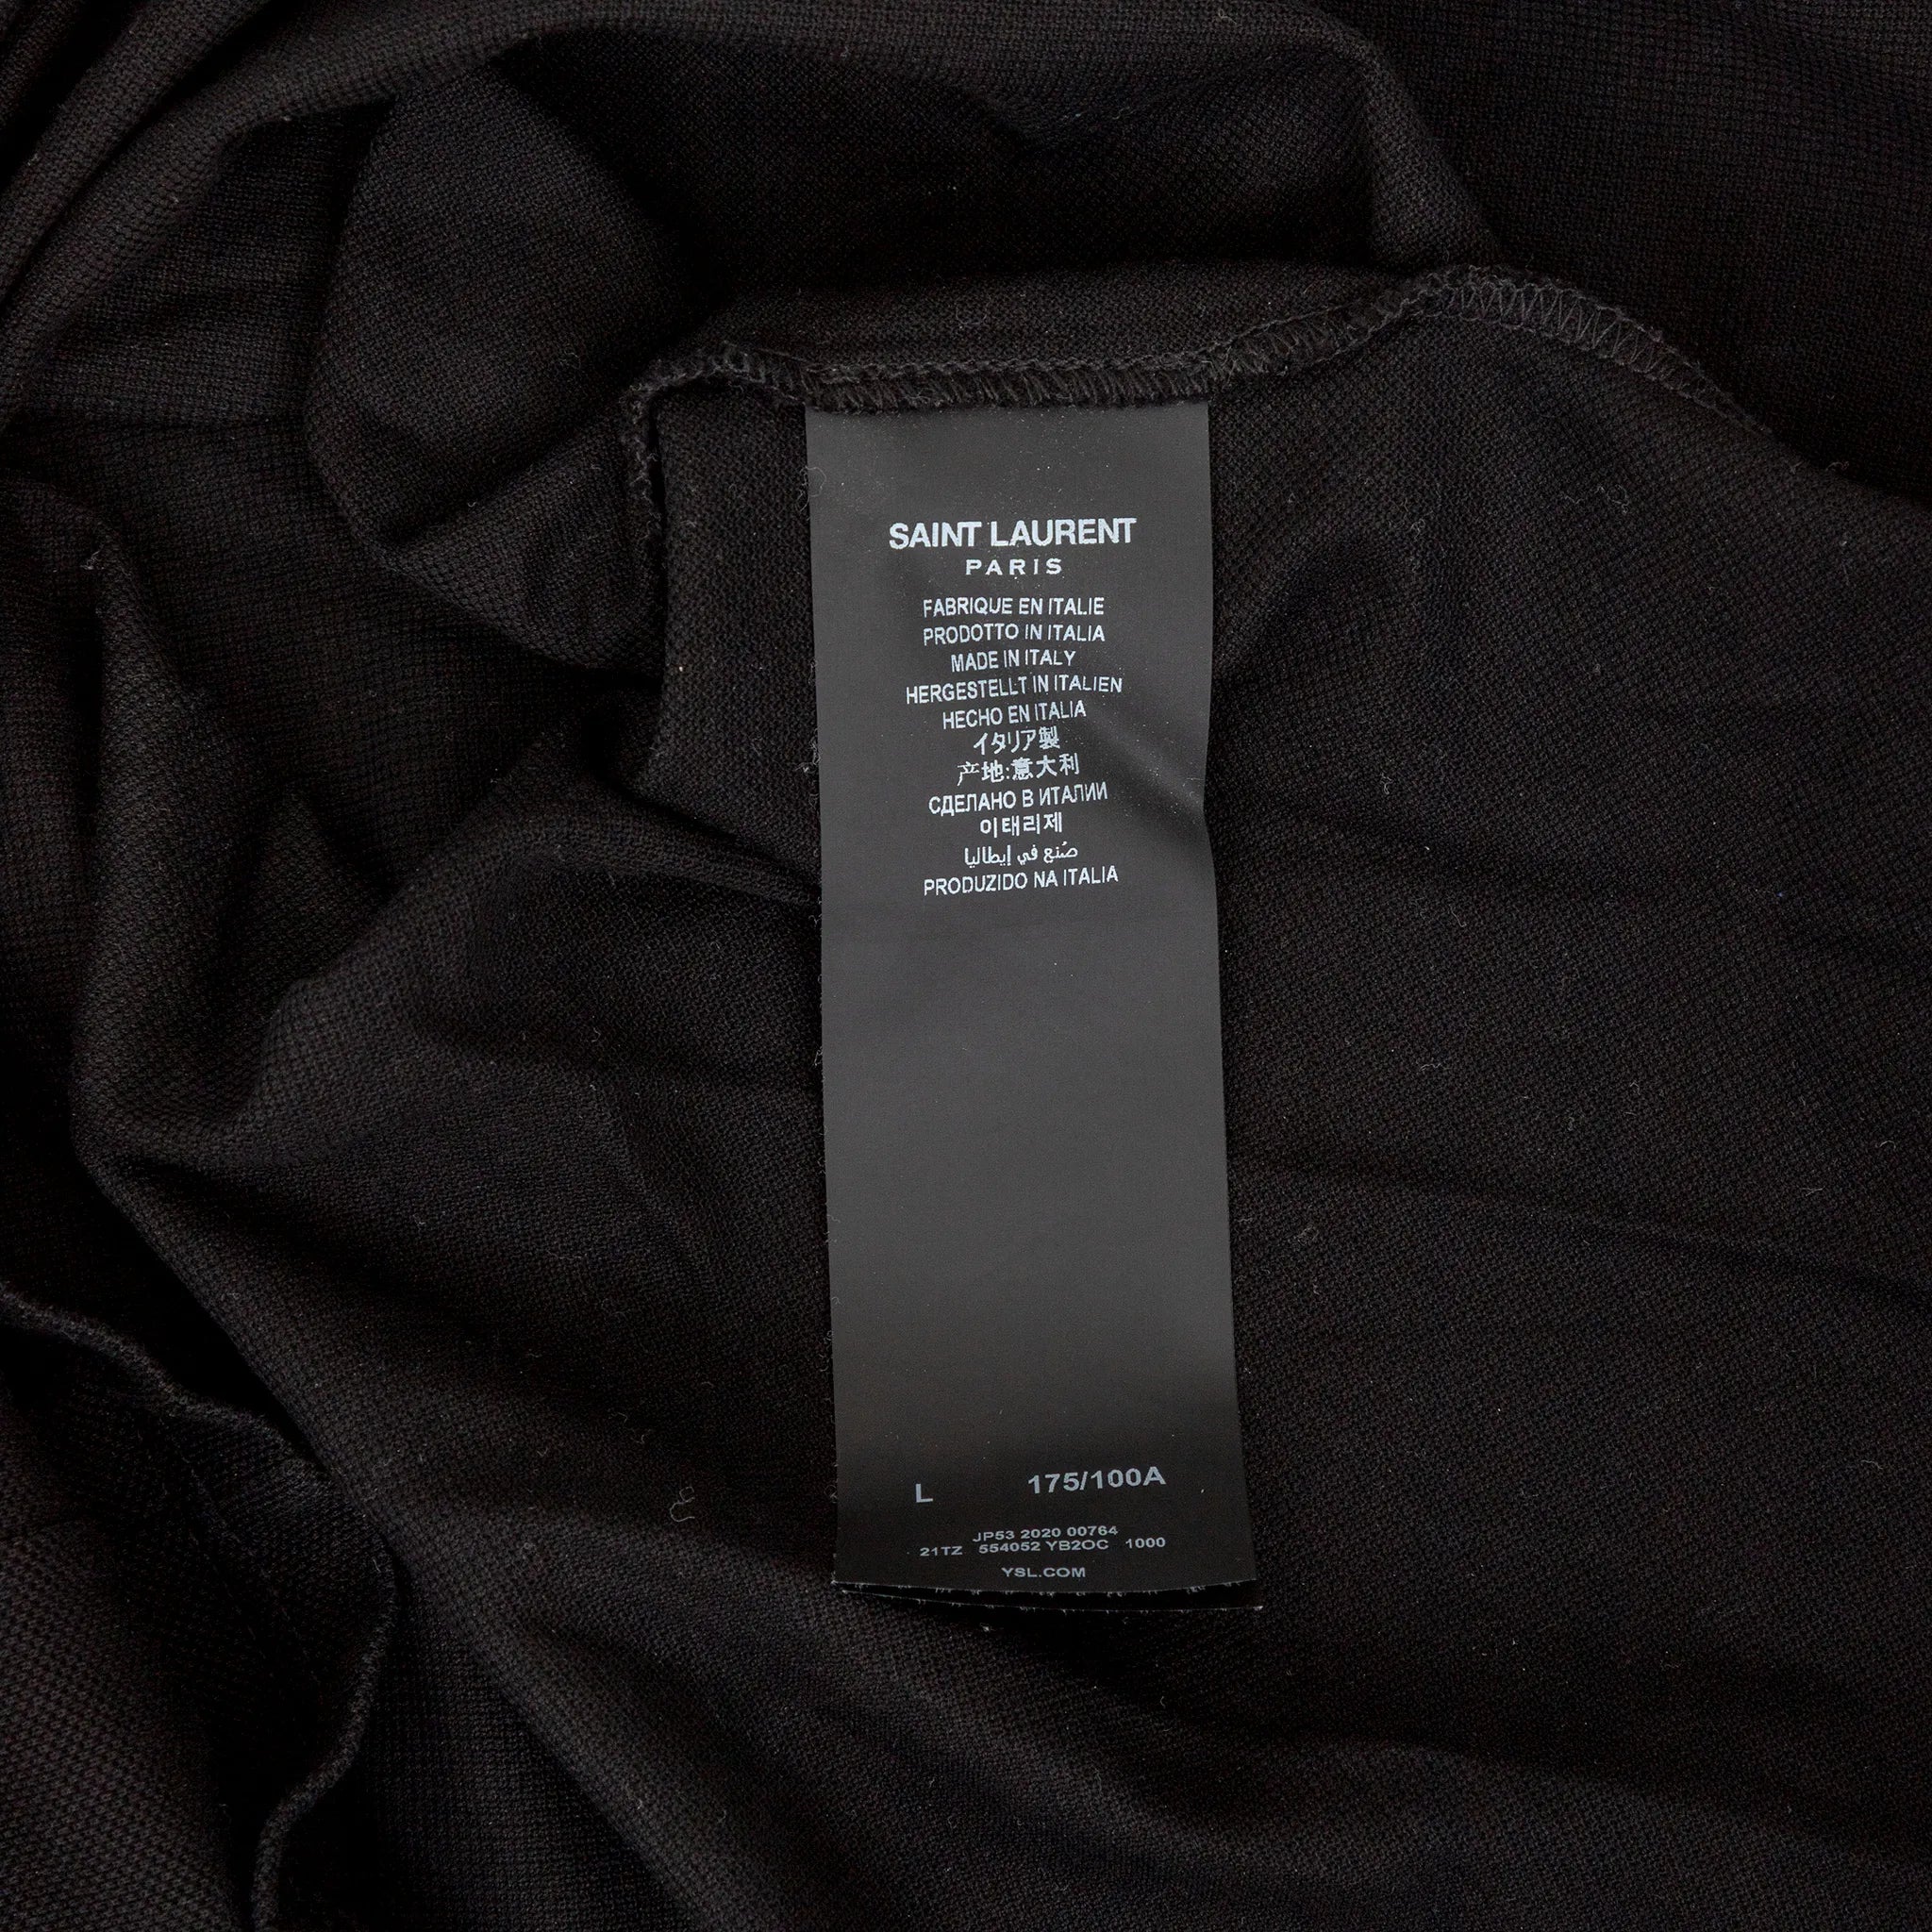 SAINT LAURENT
PARIS
FABRIQUE EN ITALIE
PRODOTTO IN ITALIA
MADE IN ITALY
HERGESTELLT IN ITALIEN
HECHO EN ITALIA
イタリア製
产地:意大利
СДЕЛАНО В ИТАЛИИ
이태리제
صُنع في إيطاليا
PRODUZIDO NA ITALIA
L 175/100A
JP53 2020 00764
21TZ 554052 YB2OC 1000
YSL.COM